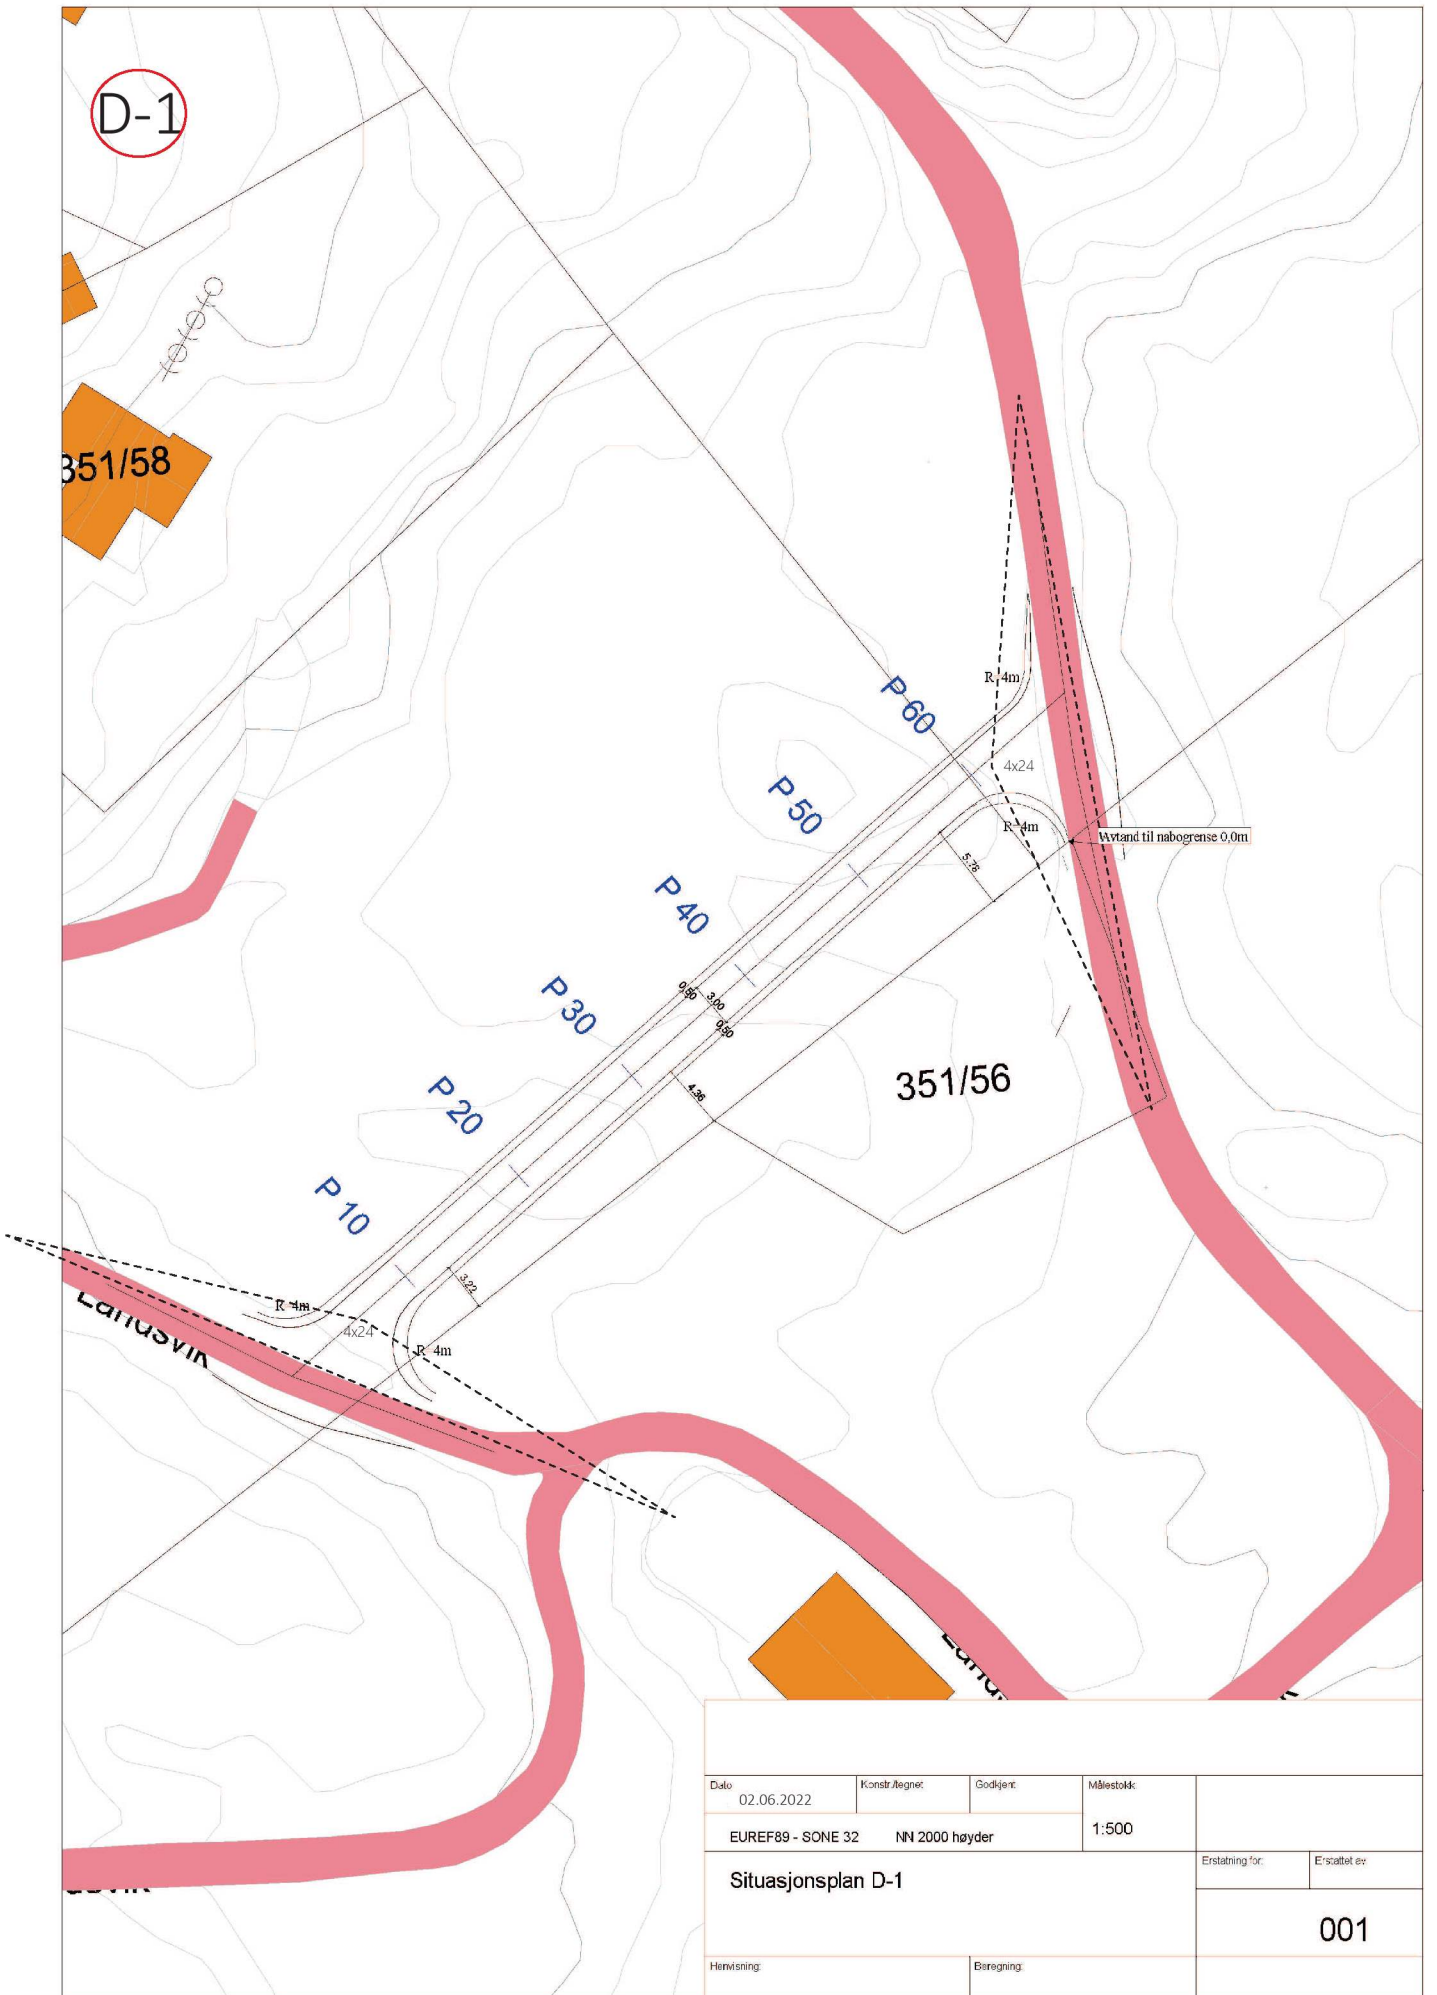 D-1
351/58
R=4m
P 60
4x24
P 50
R=4m
Avtand til nabogrense 0,0m
5.78
P 40
0.50
3.00
0.50
P 30
4.36
351/56
P 20
P 10
3.22
R=4m
4x24
R=4m
Landsvik
Dato
02.06.2022
Konstr./tegnet
Godkjent
Målestokk
1:500
EUREF89 - SONE 32 NN 2000 høyder
Situasjonsplan D-1
Erstatning for:
Erstattet av
001
Henvisning:
Beregning: